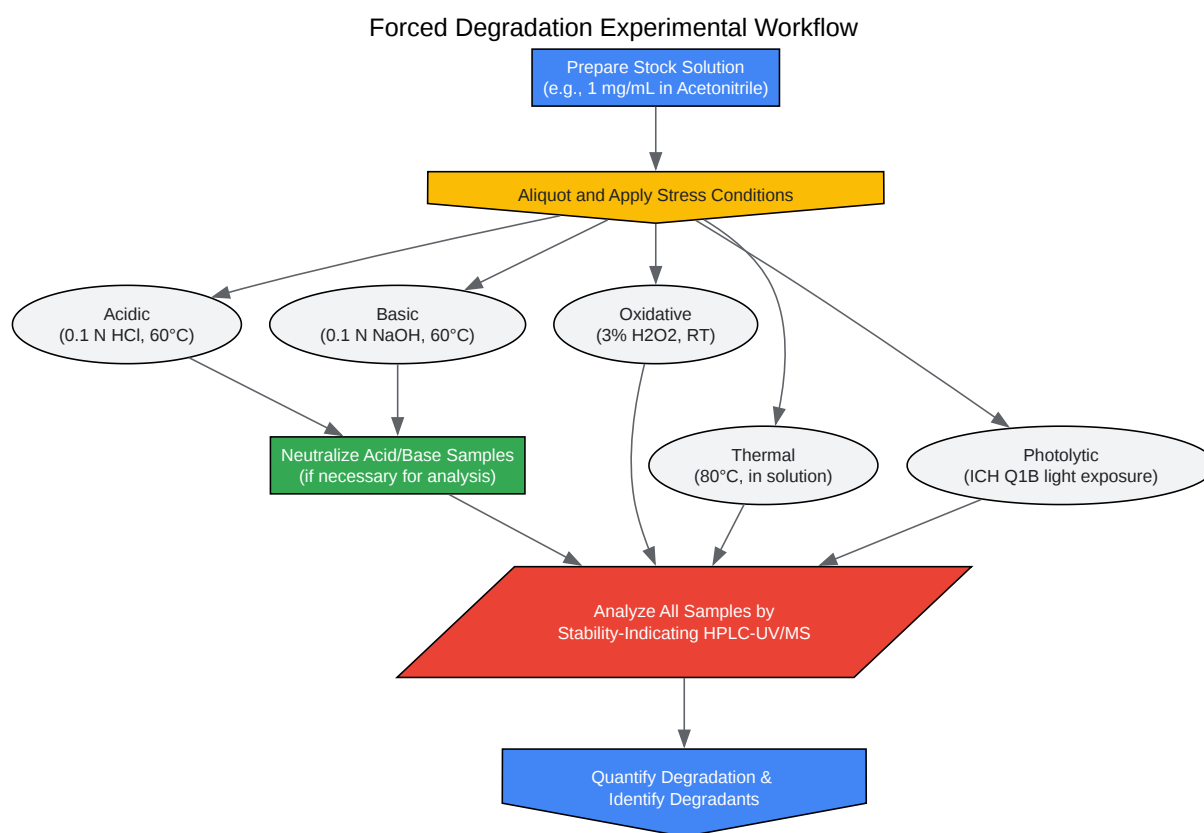 Forced Degradation Experimental Workflow
Prepare Stock Solution
(e.g., 1 mg/mL in Acetonitrile)
Aliquot and Apply Stress Conditions
Acidic
(0.1 N HCl, 60°C)
Basic
(0.1 N NaOH, 60°C)
Oxidative
(3% H2O2, RT)
Neutralize Acid/Base Samples
(if necessary for analysis)
Thermal
(80°C, in solution)
Photolytic
(ICH Q1B light exposure)
Analyze All Samples by
Stability-Indicating HPLC-UV/MS
Quantify Degradation &
Identify Degradants